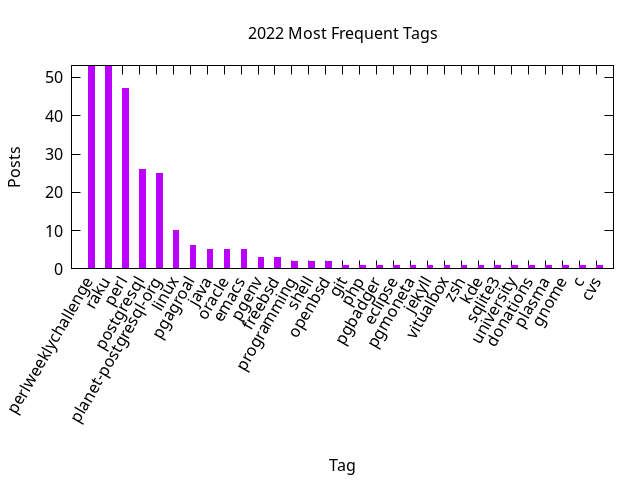 2022 Most Frequent Tags
Posts
50
40
30
20
10
0
perlweeklychallenge
raku
perl
postgresql
planet-postgresql-org
linux
pgagroal
java
oracle
emacs
pgenv
freebsd
programming
shell
openbsd
git
php
pgbadger
eclipse
pgmoneta
jekyll
vitualbox
zsh
kde
sqlite3
university
donations
plasma
gnome
c
cvs
Tag